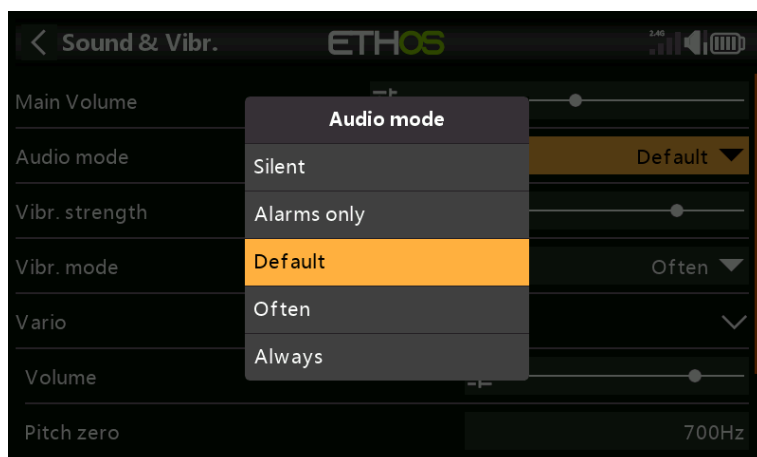 Sound & Vibr.
ETHOS
2.4G
Main Volume
Audio mode
Default
Vibr. strength
Vibr. mode
Often
Vario
Volume
Pitch zero
700Hz
Audio mode
Silent
Alarms only
Default
Often
Always